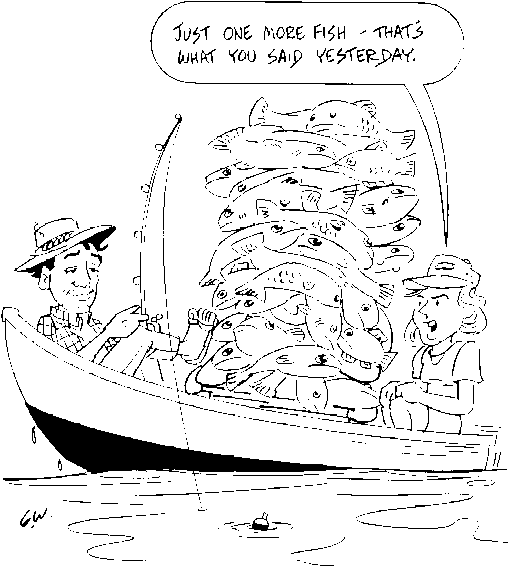 JUST ONE MORE FISH - THAT'S
WHAT YOU SAID YESTERDAY.
GW